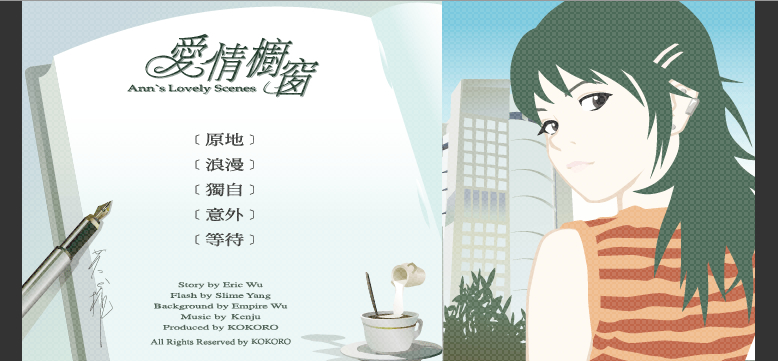 愛情櫥窗
Ann`s Lovely Scenes
﹝原地﹞
﹝浪漫﹞
﹝獨白﹞
﹝意外﹞
﹝等待﹞
Story by Eric Wu
Flash by Slime Yang
Background by Empire Wu
Music by Kenju
Produced by KOKORO
All Rights Reserved by KOKORO